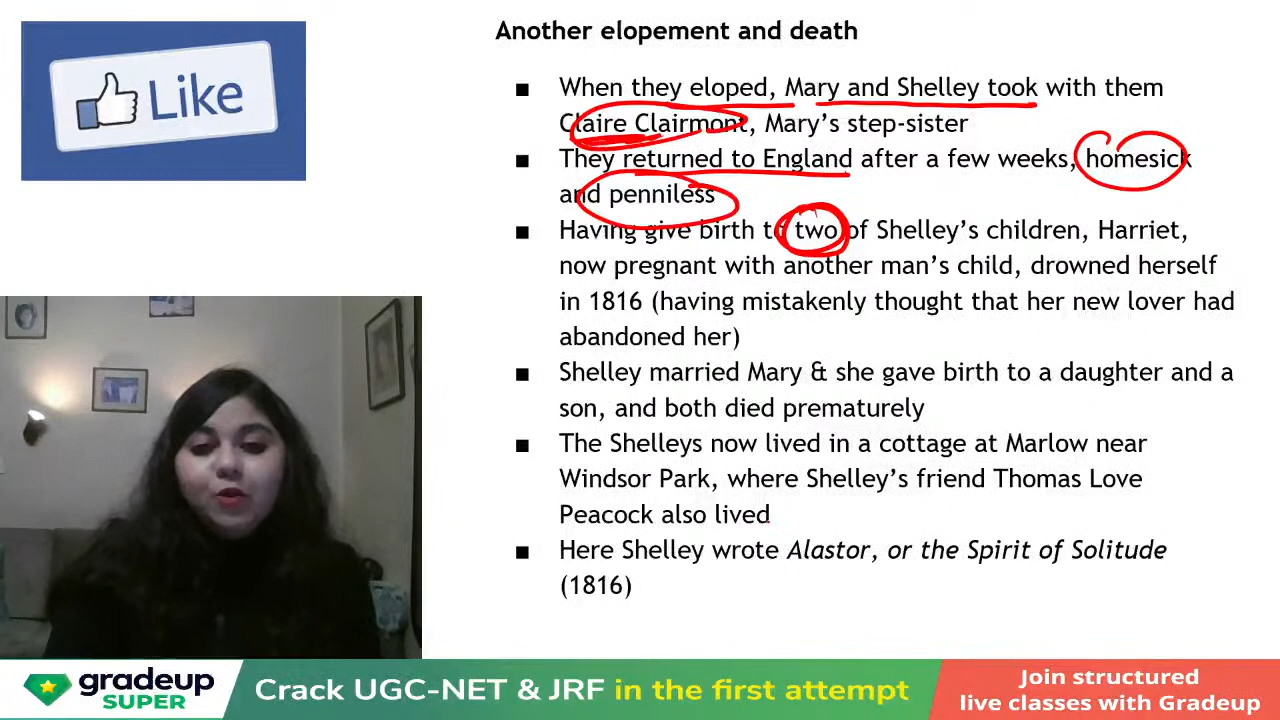 Like
Another elopement and death
■ When they eloped, Mary and Shelley took with them
Claire Clairmont, Mary's step-sister
■ They returned to England after a few weeks, homesick
and penniless
■ Having give birth to two of Shelley's children, Harriet,
now pregnant with another man's child, drowned herself
in 1816 (having mistakenly thought that her new lover had
abandoned her)
■ Shelley married Mary & she gave birth to a daughter and a
son, and both died prematurely
■ The Shelleys now lived in a cottage at Marlow near
Windsor Park, where Shelley's friend Thomas Love
Peacock also lived
■ Here Shelley wrote Alastor, or the Spirit of Solitude
(1816)
gradeup
SUPER
Crack UGC-NET & JRF in the first attempt
Join structured
live classes with Gradeup